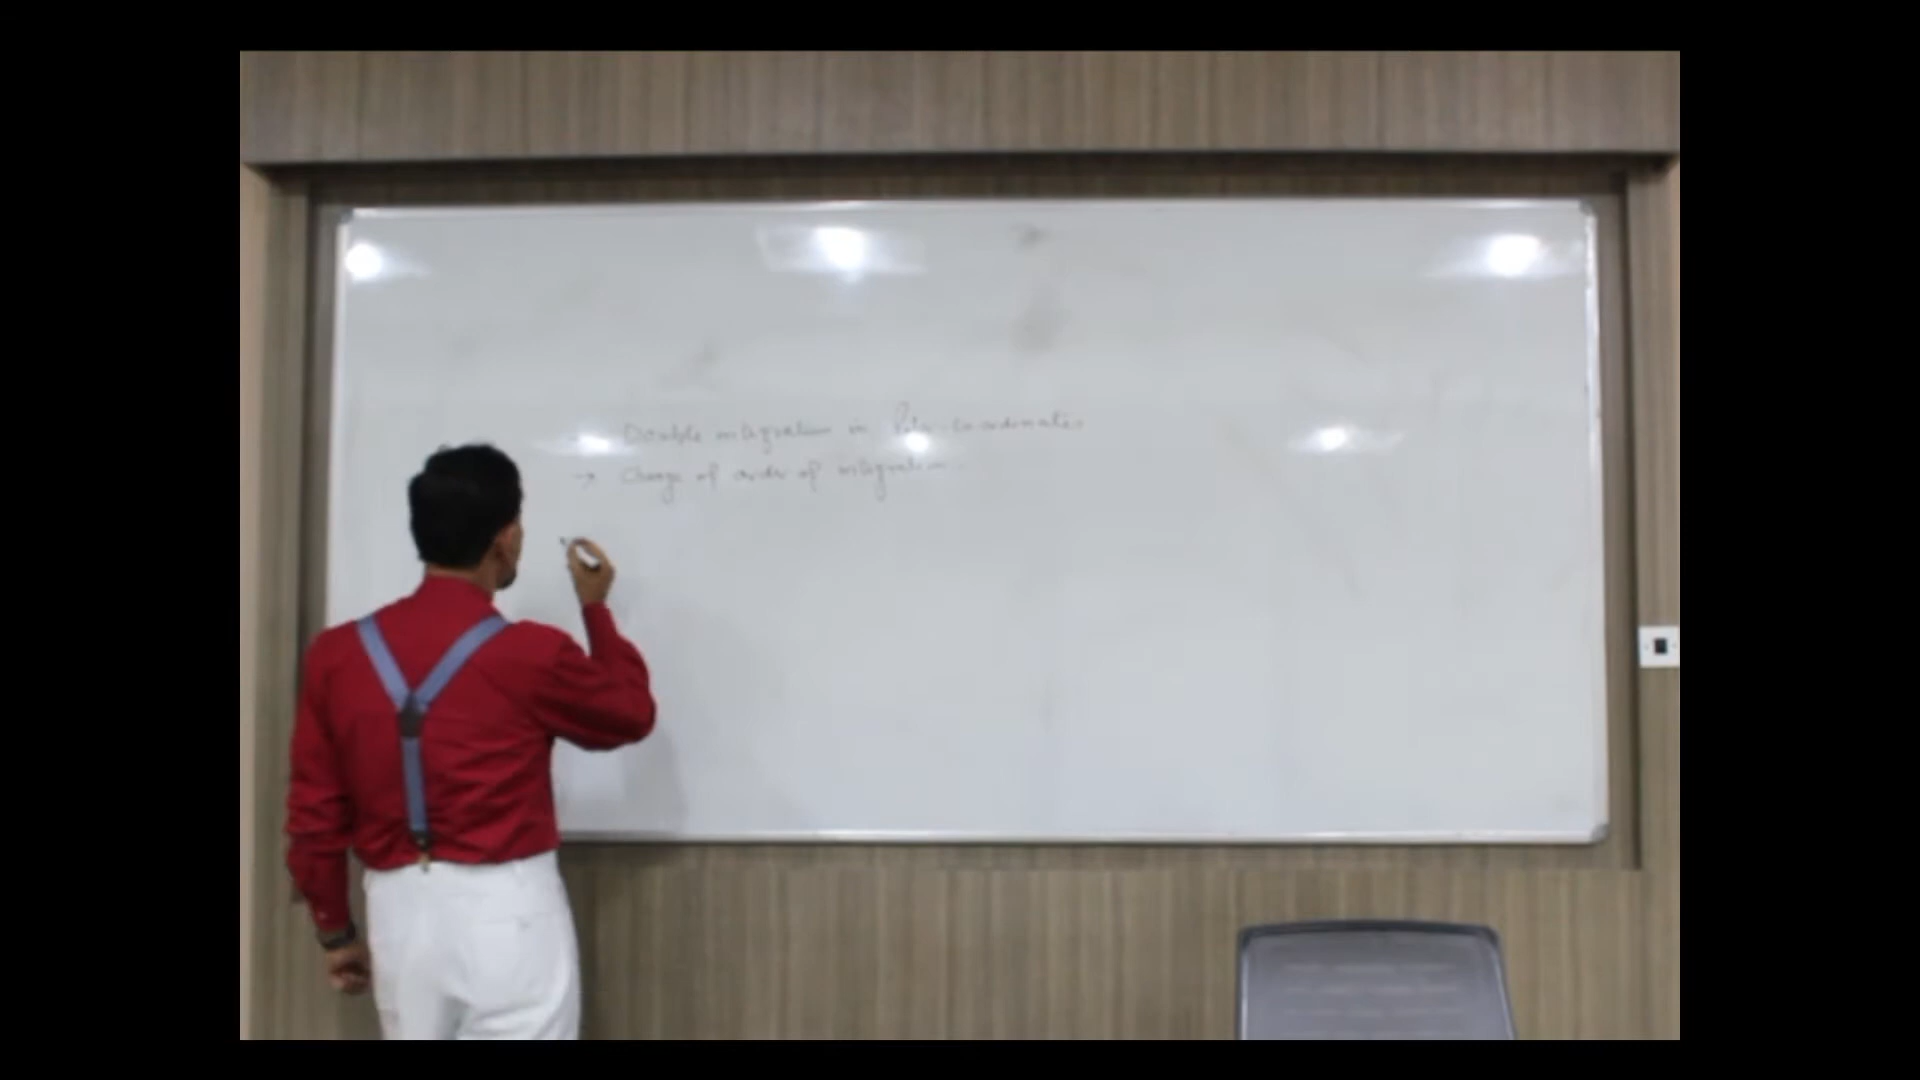 Double integration in Polar Co-ordinates
→ Change of order of integration.